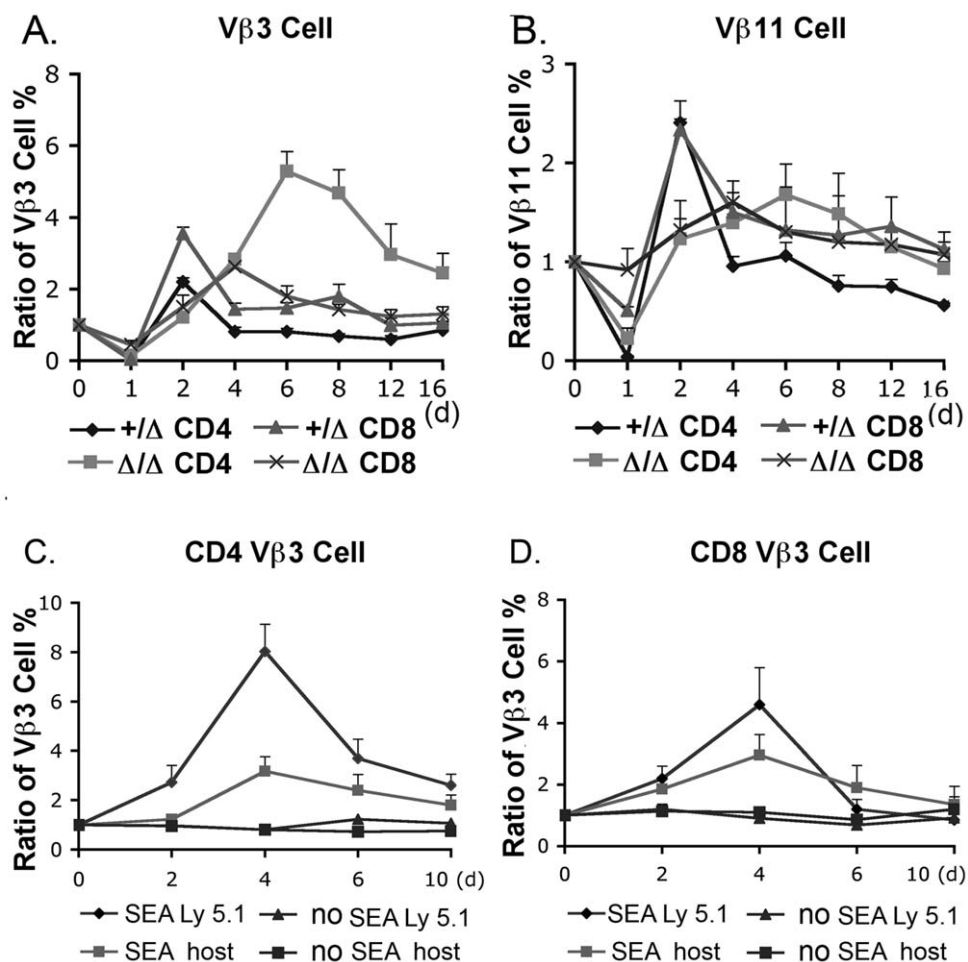 A. Vβ3 Cell
Ratio of Vβ3 Cell %
8
6
4
2
0
0 1 2 4 6 8 12 16
(d)
+/Δ CD4 +/Δ CD8
Δ/Δ CD4 Δ/Δ CD8
B. Vβ11 Cell
Ratio of Vβ11 Cell %
3
2
1
0
0 1 2 4 6 8 12 16
(d)
+/Δ CD4 +/Δ CD8
Δ/Δ CD4 Δ/Δ CD8
C. CD4 Vβ3 Cell
Ratio of Vβ3 Cell %
10
8
6
4
2
0
0 2 4 6 10 (d)
SEA Ly 5.1 no SEA Ly 5.1
SEA host no SEA host
D. CD8 Vβ3 Cell
Ratio of Vβ3 Cell %
8
6
4
2
0
0 2 4 6 10 (d)
SEA Ly 5.1 no SEA Ly 5.1
SEA host no SEA host